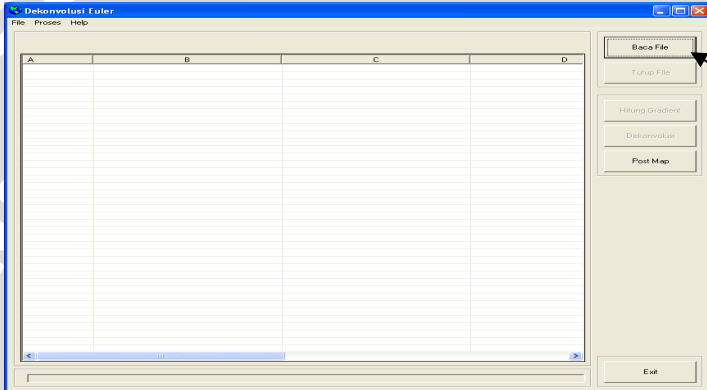 Dekonvolusi Euler
File Proses Help
A B C D
Baca File
Tutup File
Hitung Gradient
Dekonvolusi
Post Map
Exit